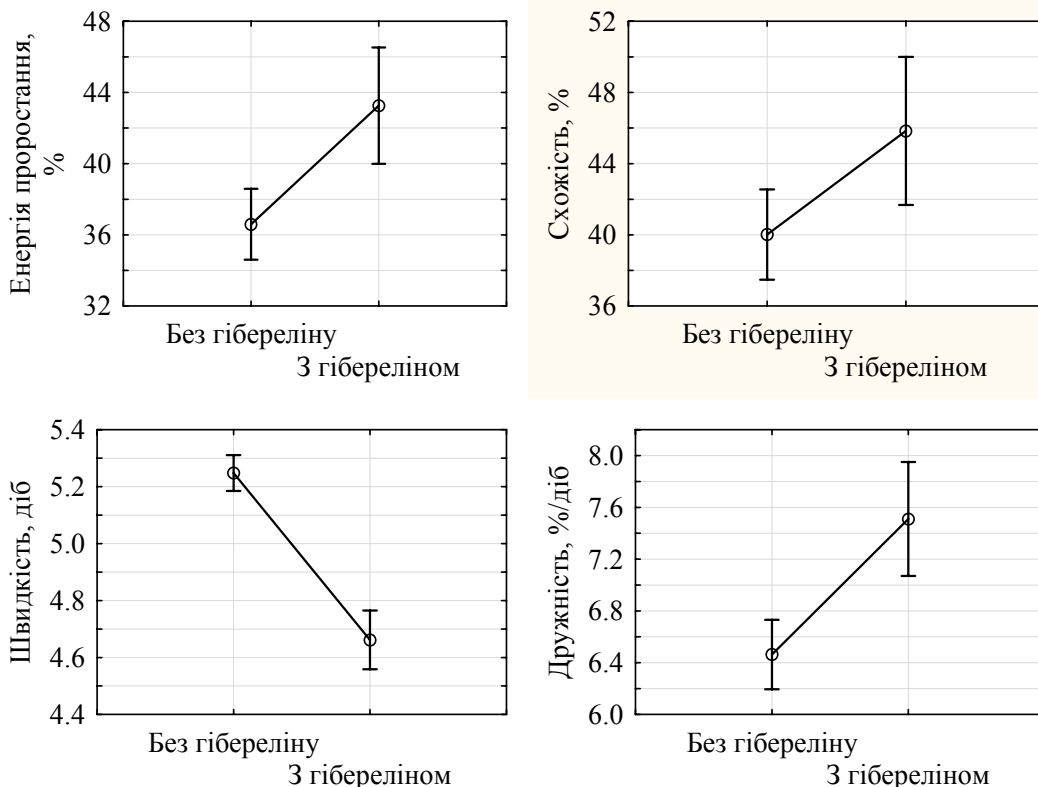 Енергія проростання,
%
48
44
40
36
32
Без гібереліну
З гібереліном
Схожість, %
52
48
44
40
36
Без гібереліну
З гібереліном
Швидкість, діб
5.4
5.2
5.0
4.8
4.6
4.4
Без гібереліну
З гібереліном
Дружність, %/діб
8.0
7.6
7.2
6.8
6.4
6.0
Без гібереліну
З гібереліном